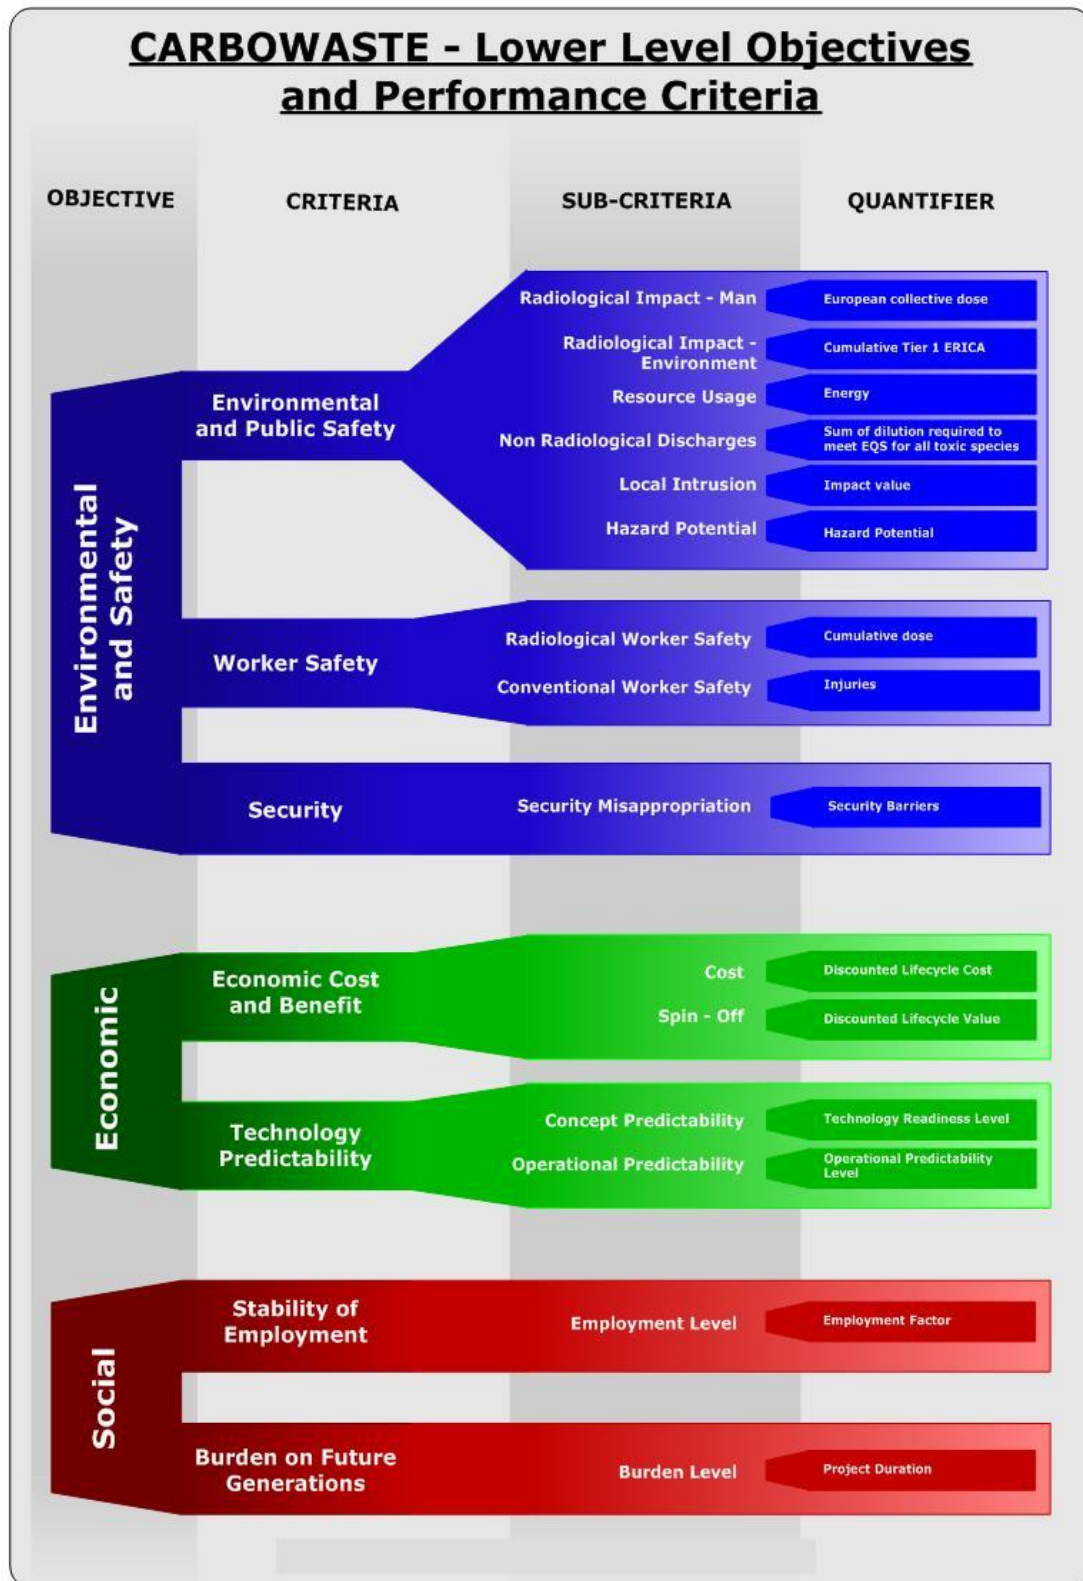 CARBOWASTE - Lower Level Objectives
and Performance Criteria
OBJECTIVE
CRITERIA
SUB-CRITERIA
QUANTIFIER
Environmental
and Safety
Environmental
and Public Safety
Radiological Impact - Man
European collective dose
Radiological Impact -
Environment
Cumulative Tier 1 ERICA
Resource Usage
Energy
Non Radiological Discharges
Sum of dilution required to
meet EQS for all toxic species
Local Intrusion
Impact value
Hazard Potential
Hazard Potential
Worker Safety
Radiological Worker Safety
Cumulative dose
Conventional Worker Safety
Injuries
Security
Security Misappropriation
Security Barriers
Economic
Economic Cost
and Benefit
Cost
Discounted Lifecycle Cost
Spin - Off
Discounted Lifecycle Value
Technology
Predictability
Concept Predictability
Technology Readiness Level
Operational Predictability
Operational Predictability
Level
Social
Stability of
Employment
Employment Level
Employment Factor
Burden on Future
Generations
Burden Level
Project Duration